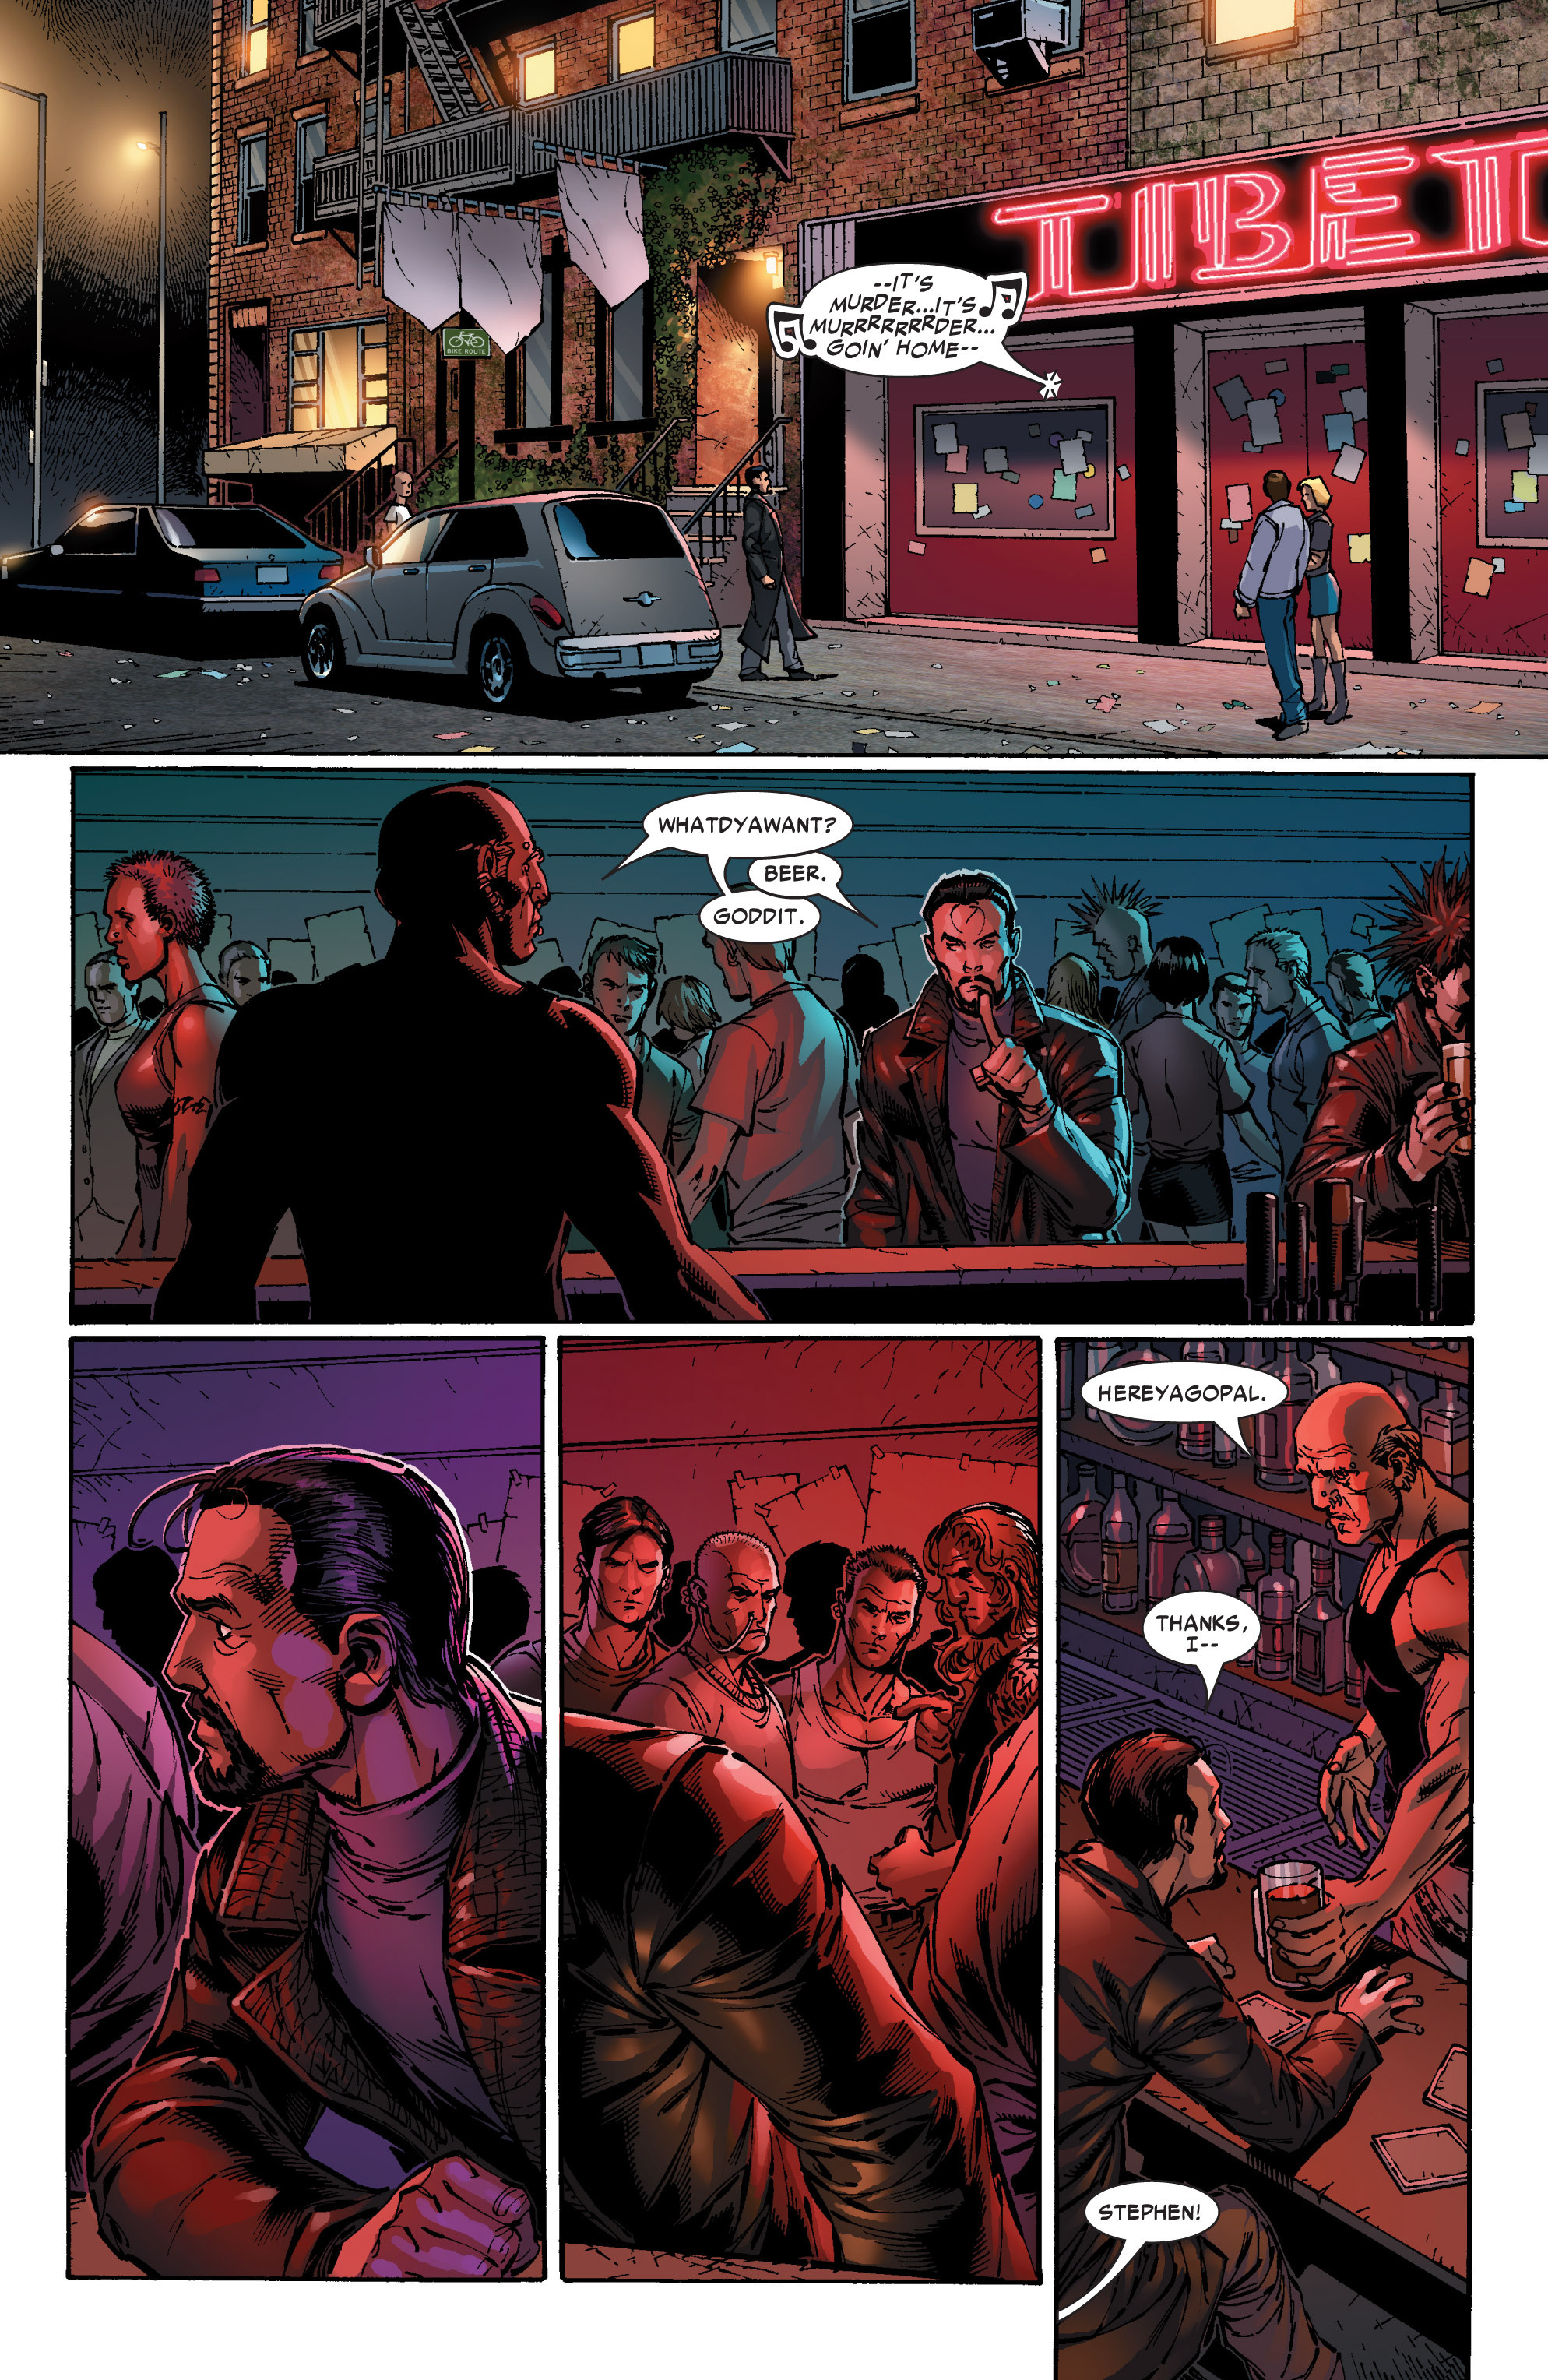 TIBET
--IT'S
MURDER...IT'S
MURRRRRRRDER...
GOIN' HOME--
BIKE ROUTE
WHATDYAWANT?
BEER.
GODDIT.
HEREYAGOPAL.
THANKS,
I--
STEPHEN!